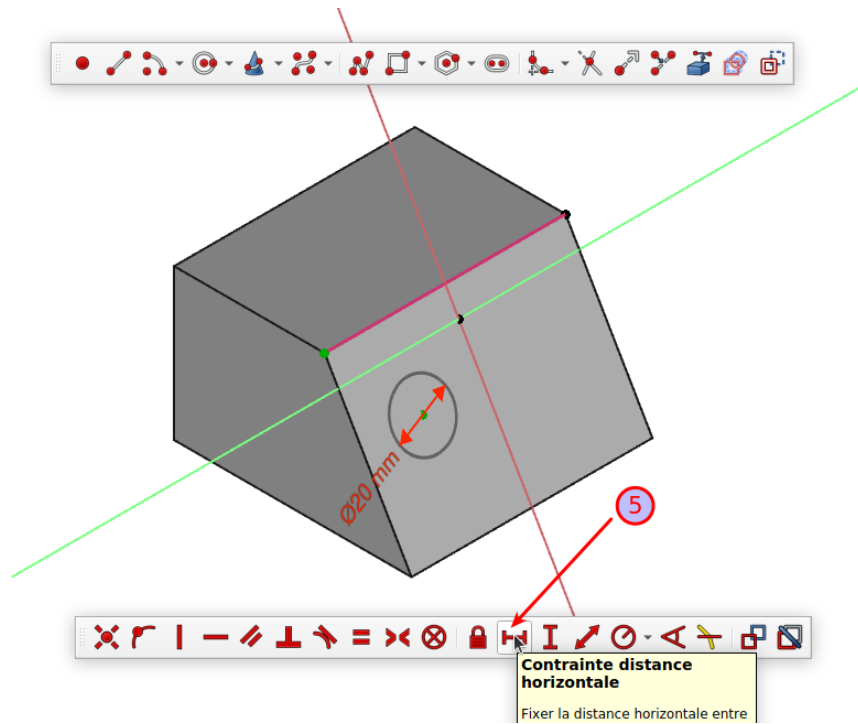 Ø20 mm
5
Contrainte distance
horizontale
Fixer la distance horizontale entre